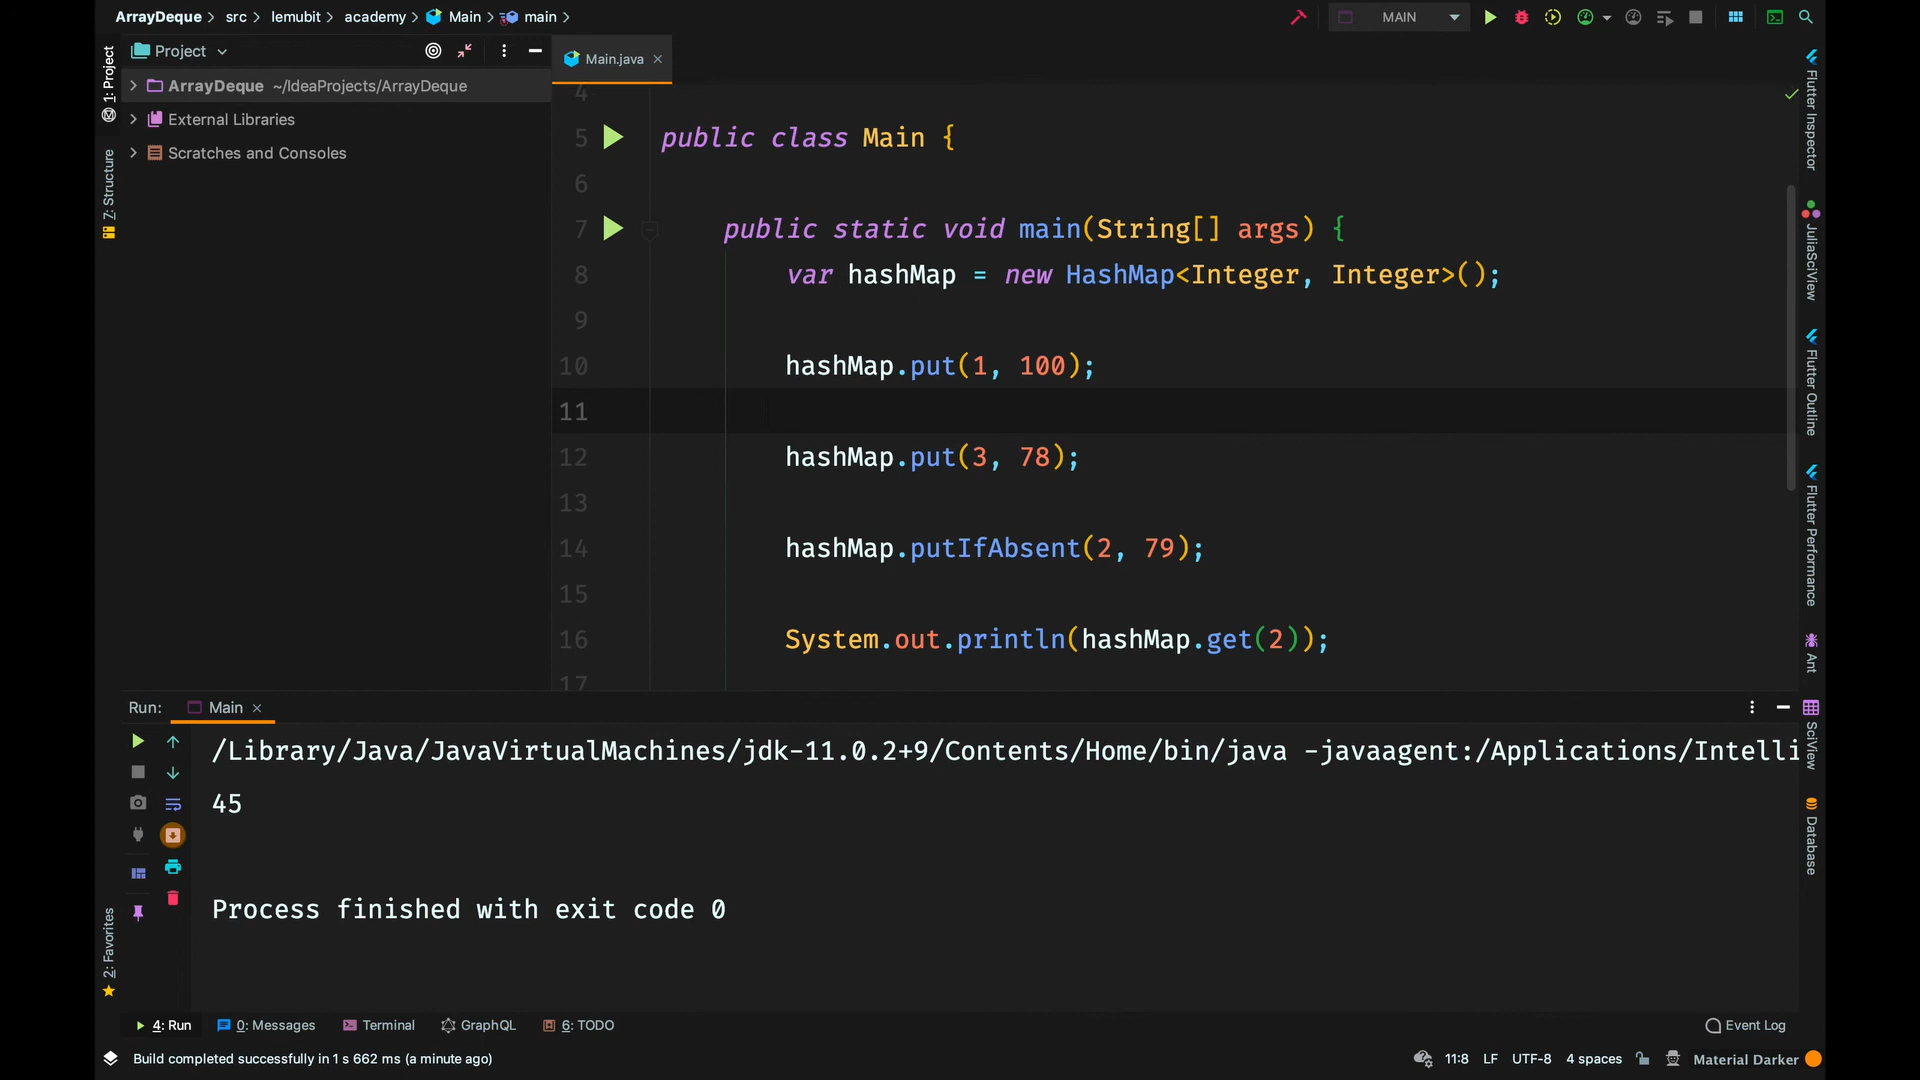 ArrayDeque src lemubit academy Main main
MAIN
1: Project
Project
Main.java
ArrayDeque ~/IdeaProjects/ArrayDeque
External Libraries
Scratches and Consoles
7: Structure
4
5 public class Main {
6
7 public static void main(String[] args) {
8 var hashMap = new HashMap<Integer, Integer>();
9
10 hashMap.put(1, 100);
11
12 hashMap.put(3, 78);
13
14 hashMap.putIfAbsent(2, 79);
15
16 System.out.println(hashMap.get(2));
17
Flutter Inspector
JuliaSciView
Flutter Outline
Flutter Performance
Ant
SciView
Database
Run: Main
/Library/Java/JavaVirtualMachines/jdk-11.0.2+9/Contents/Home/bin/java -javaagent:/Applications/Intelli
45
Process finished with exit code 0
2: Favorites
4: Run 0: Messages Terminal GraphQL 6: TODO Event Log
Build completed successfully in 1 s 662 ms (a minute ago) 11:8 LF UTF-8 4 spaces Material Darker